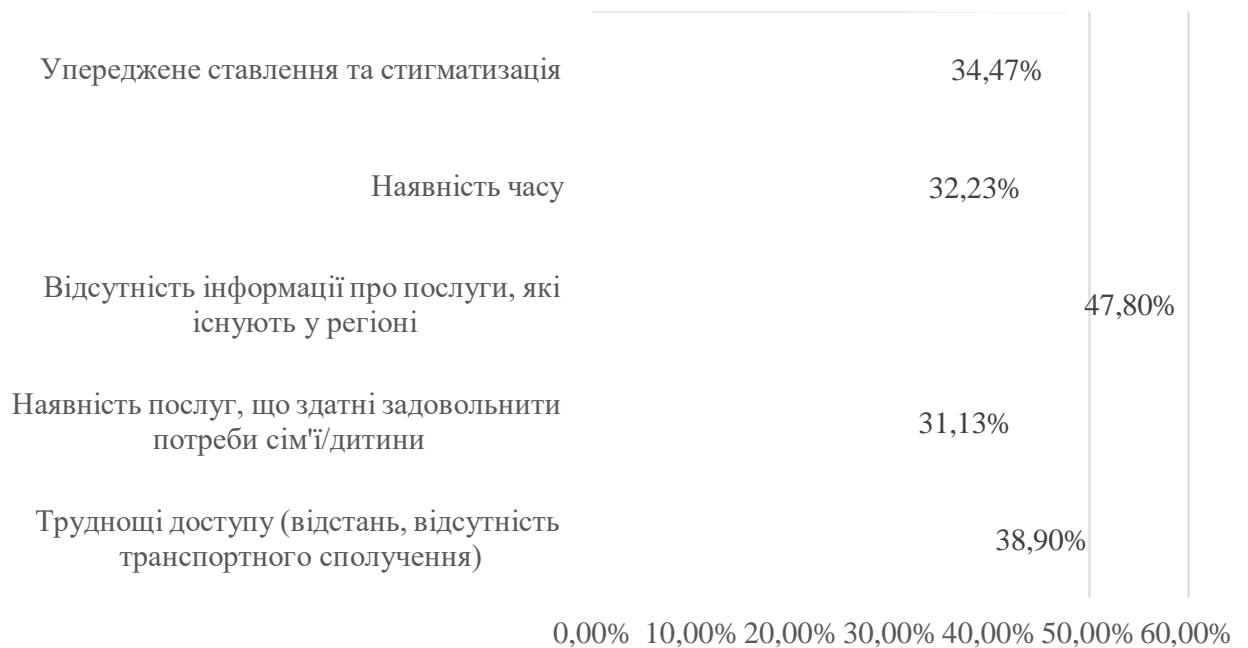 Упереджене ставлення та стигматизація
34,47%
Наявність часу
32,23%
Відсутність інформації про послуги, які
існують у регіоні
47,80%
Наявність послуг, що здатні задовольнити
потреби сім'ї/дитини
31,13%
Труднощі доступу (відстань, відсутність
транспортного сполучення)
38,90%
0,00% 10,00% 20,00% 30,00% 40,00% 50,00% 60,00%